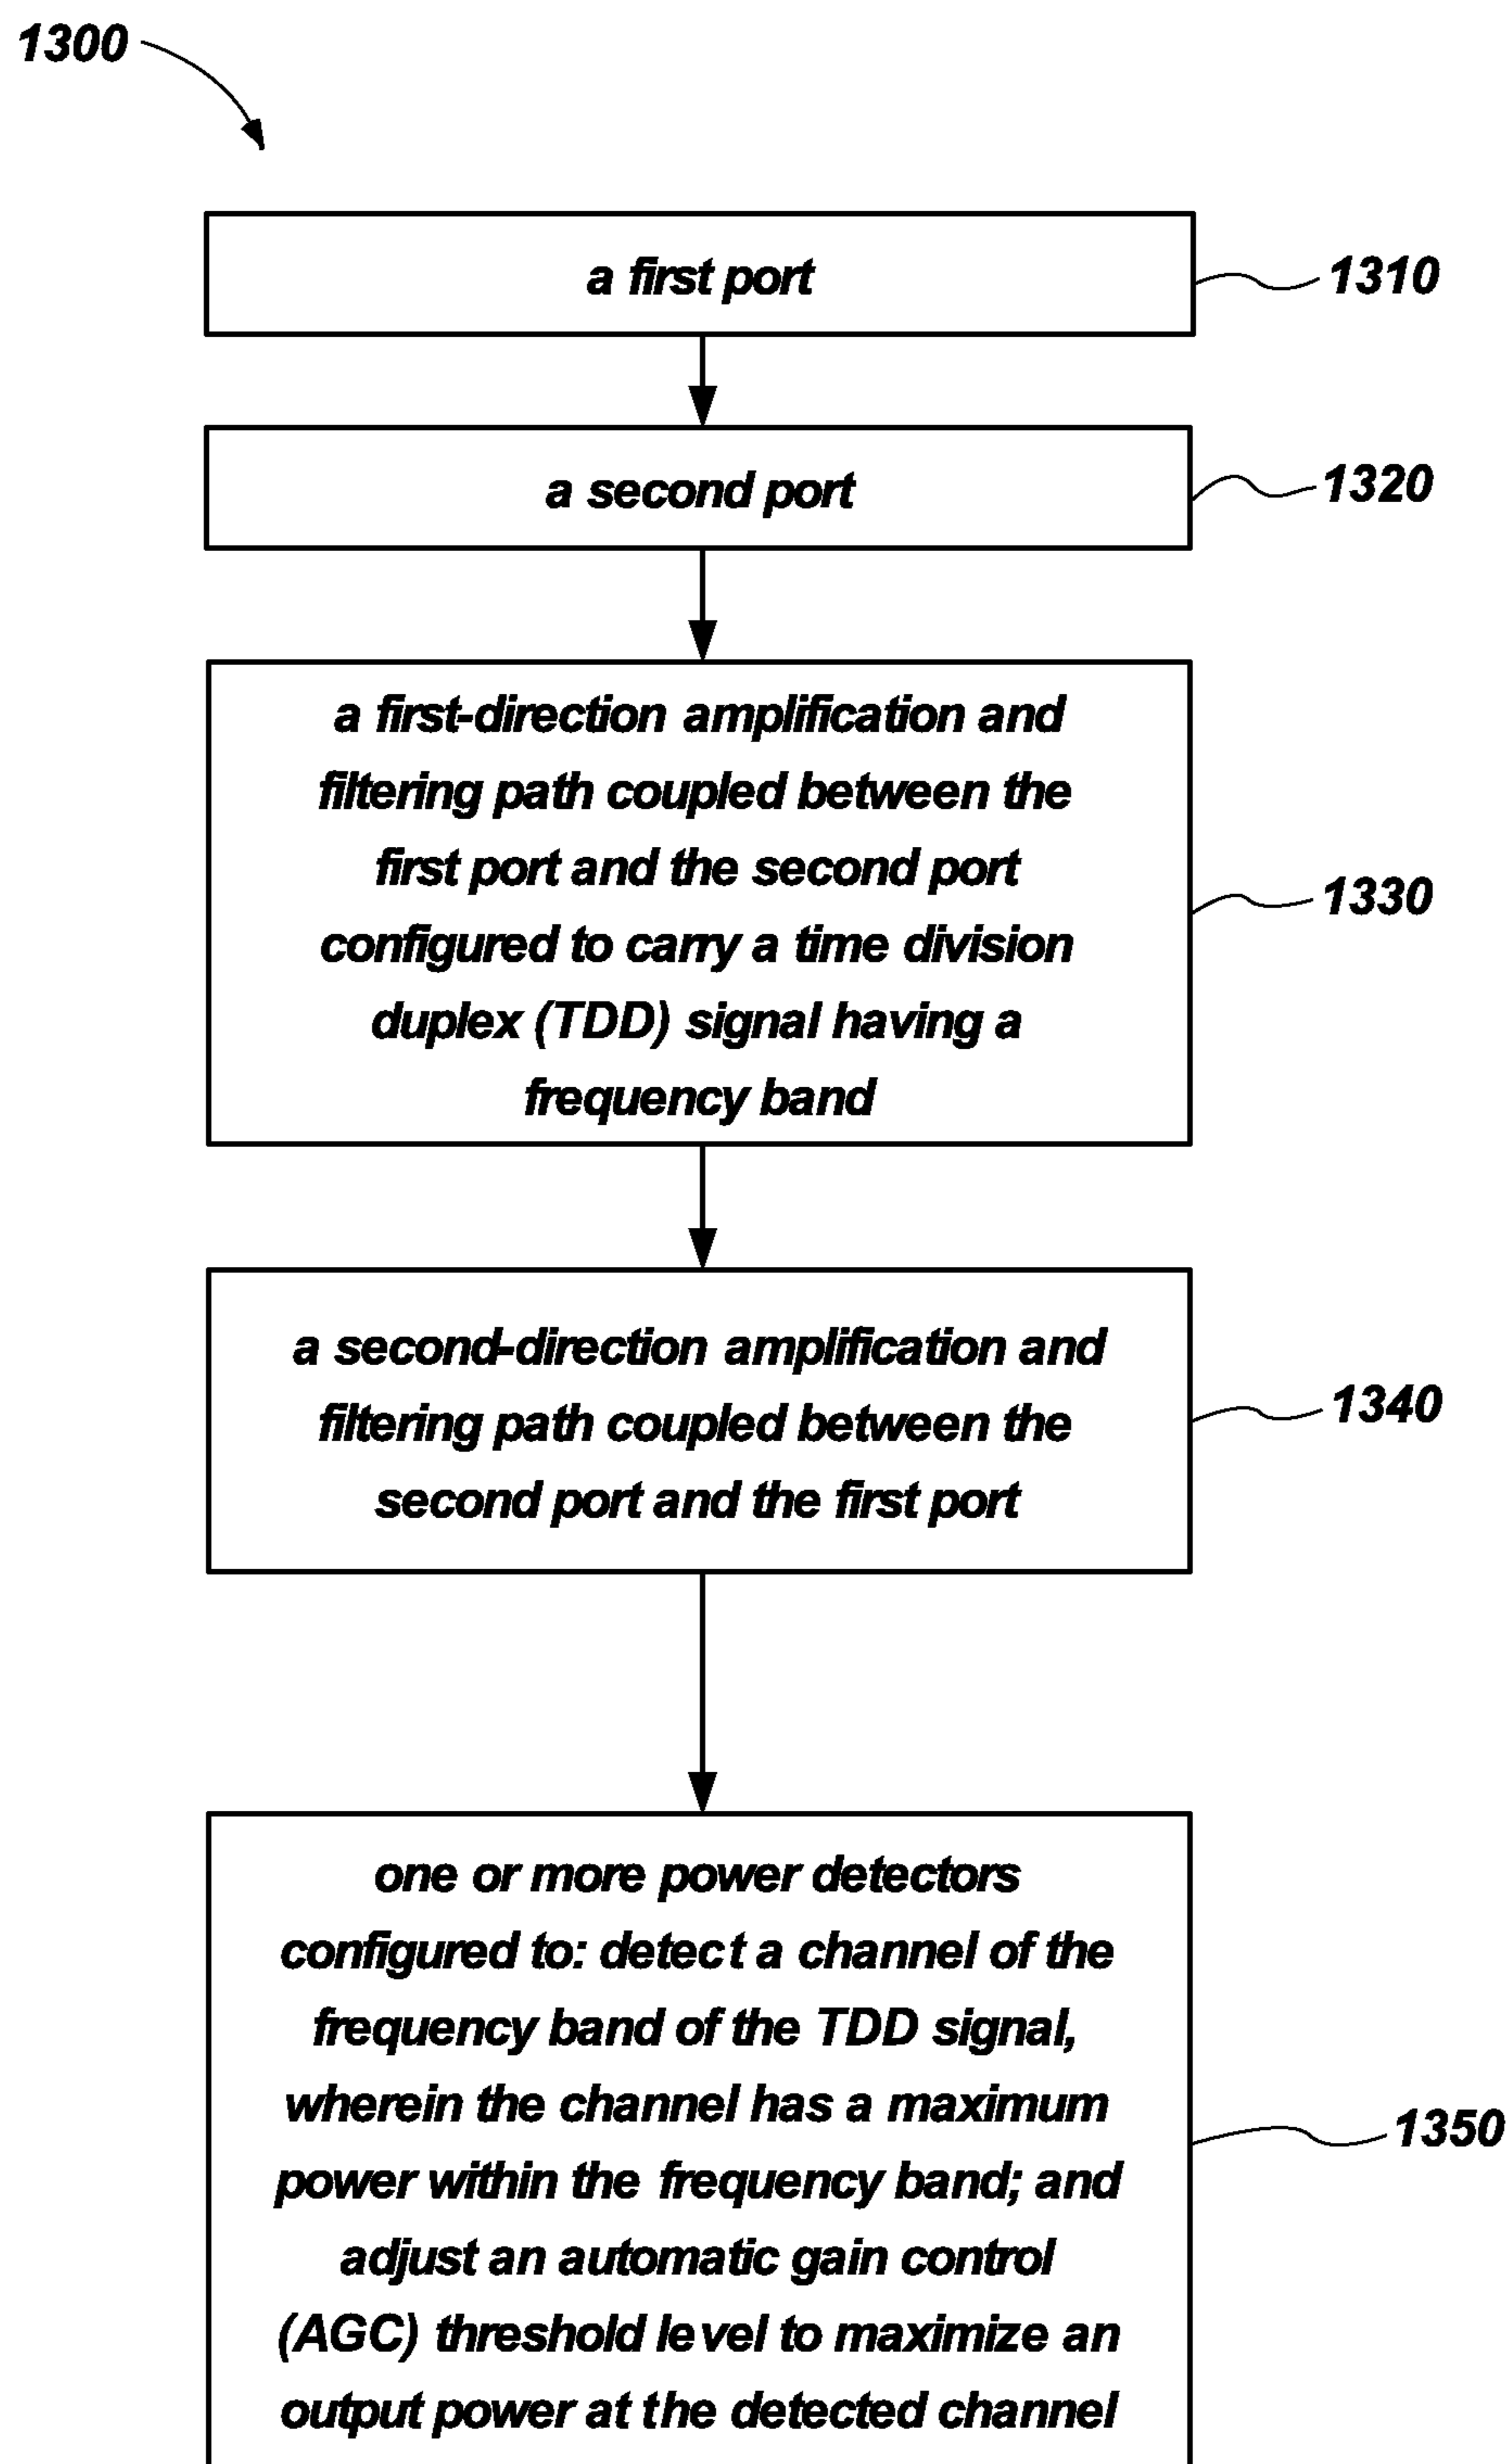 1300
a first port
1310
a second port
1320
a first-direction amplification and
filtering path coupled between the
first port and the second port
configured to carry a time division
duplex (TDD) signal having a
frequency band
1330
a second-direction amplification and
filtering path coupled between the
second port and the first port
1340
one or more power detectors
configured to: detect a channel of the
frequency band of the TDD signal,
wherein the channel has a maximum
power within the frequency band; and
adjust an automatic gain control
(AGC) threshold level to maximize an
output power at the detected channel
1350